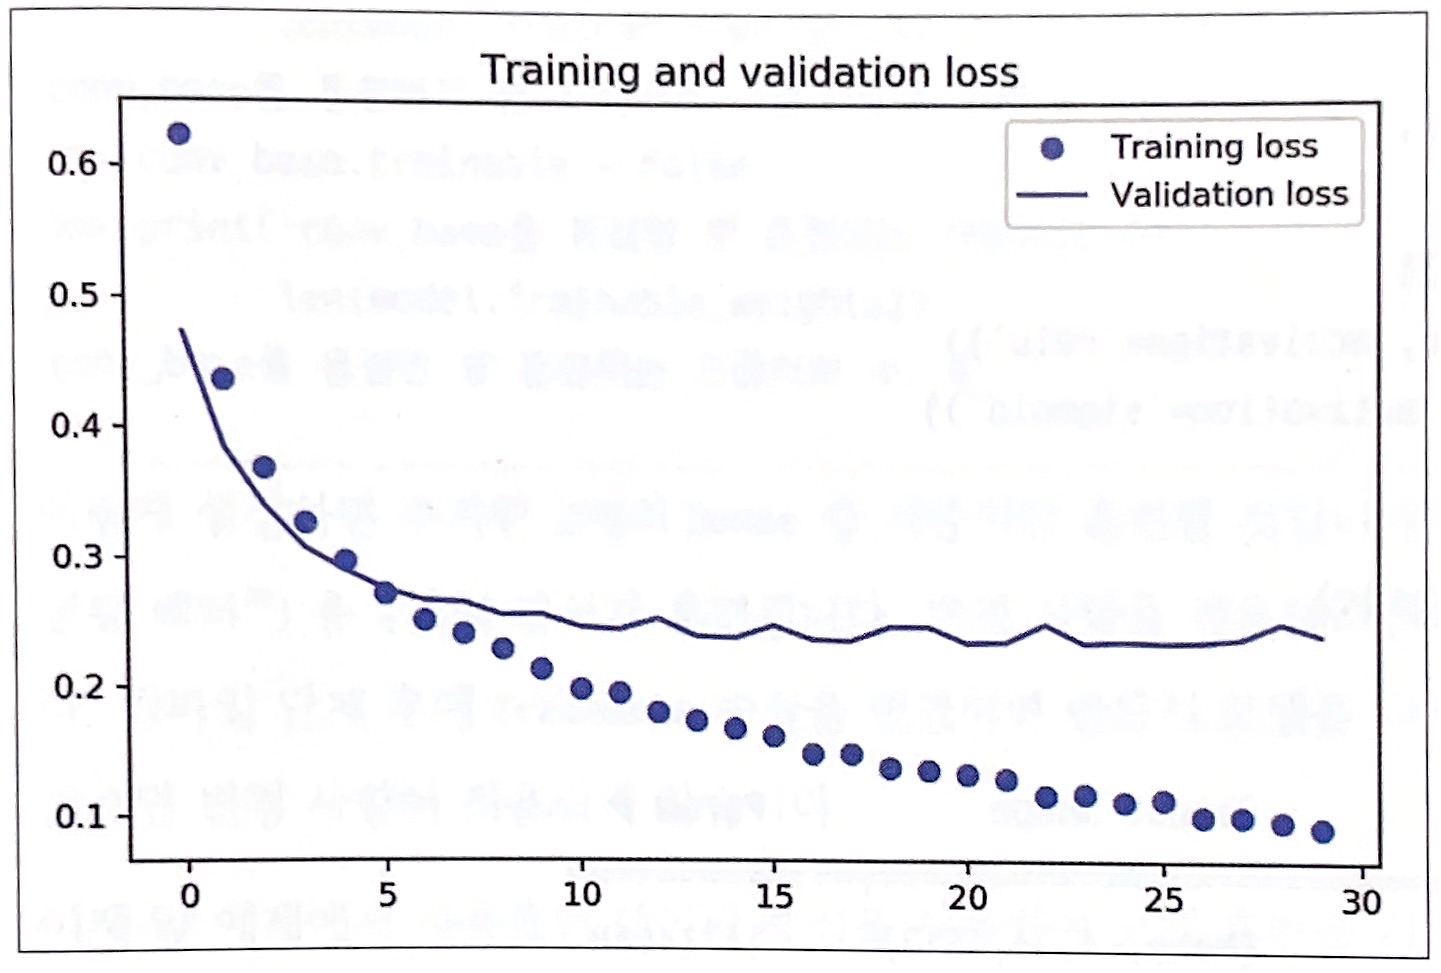 Training and validation loss
Training loss
Validation loss
0.6
0.5
0.4
0.3
0.2
0.1
0 5 10 15 20 25 30